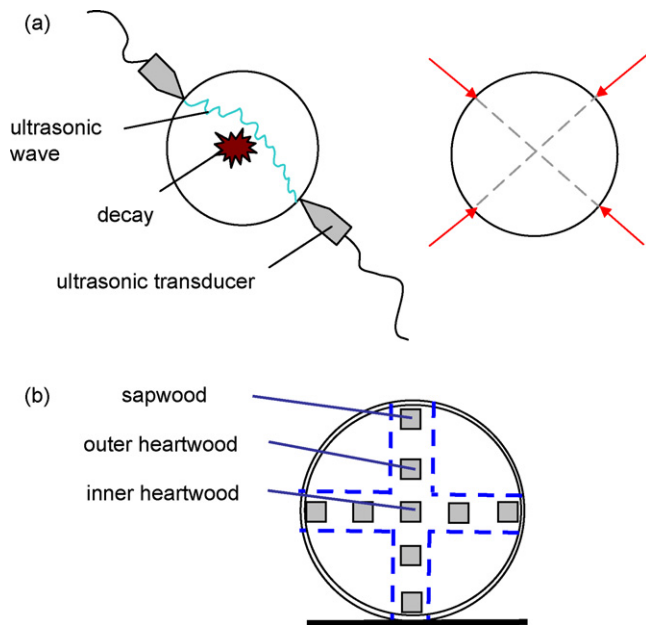 (a)
ultrasonic
wave
decay
ultrasonic transducer
(b)
sapwood
outer heartwood
inner heartwood